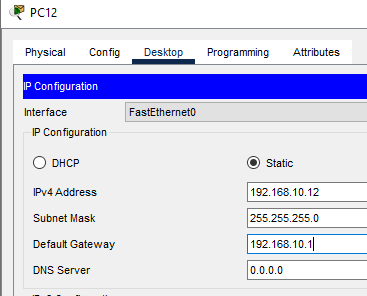 PC12
Physical Config Desktop Programming Attributes
IP Configuration
Interface FastEthernet0
IP Configuration
DHCP Static
IPv4 Address 192.168.10.12
Subnet Mask 255.255.255.0
Default Gateway 192.168.10.1
DNS Server 0.0.0.0